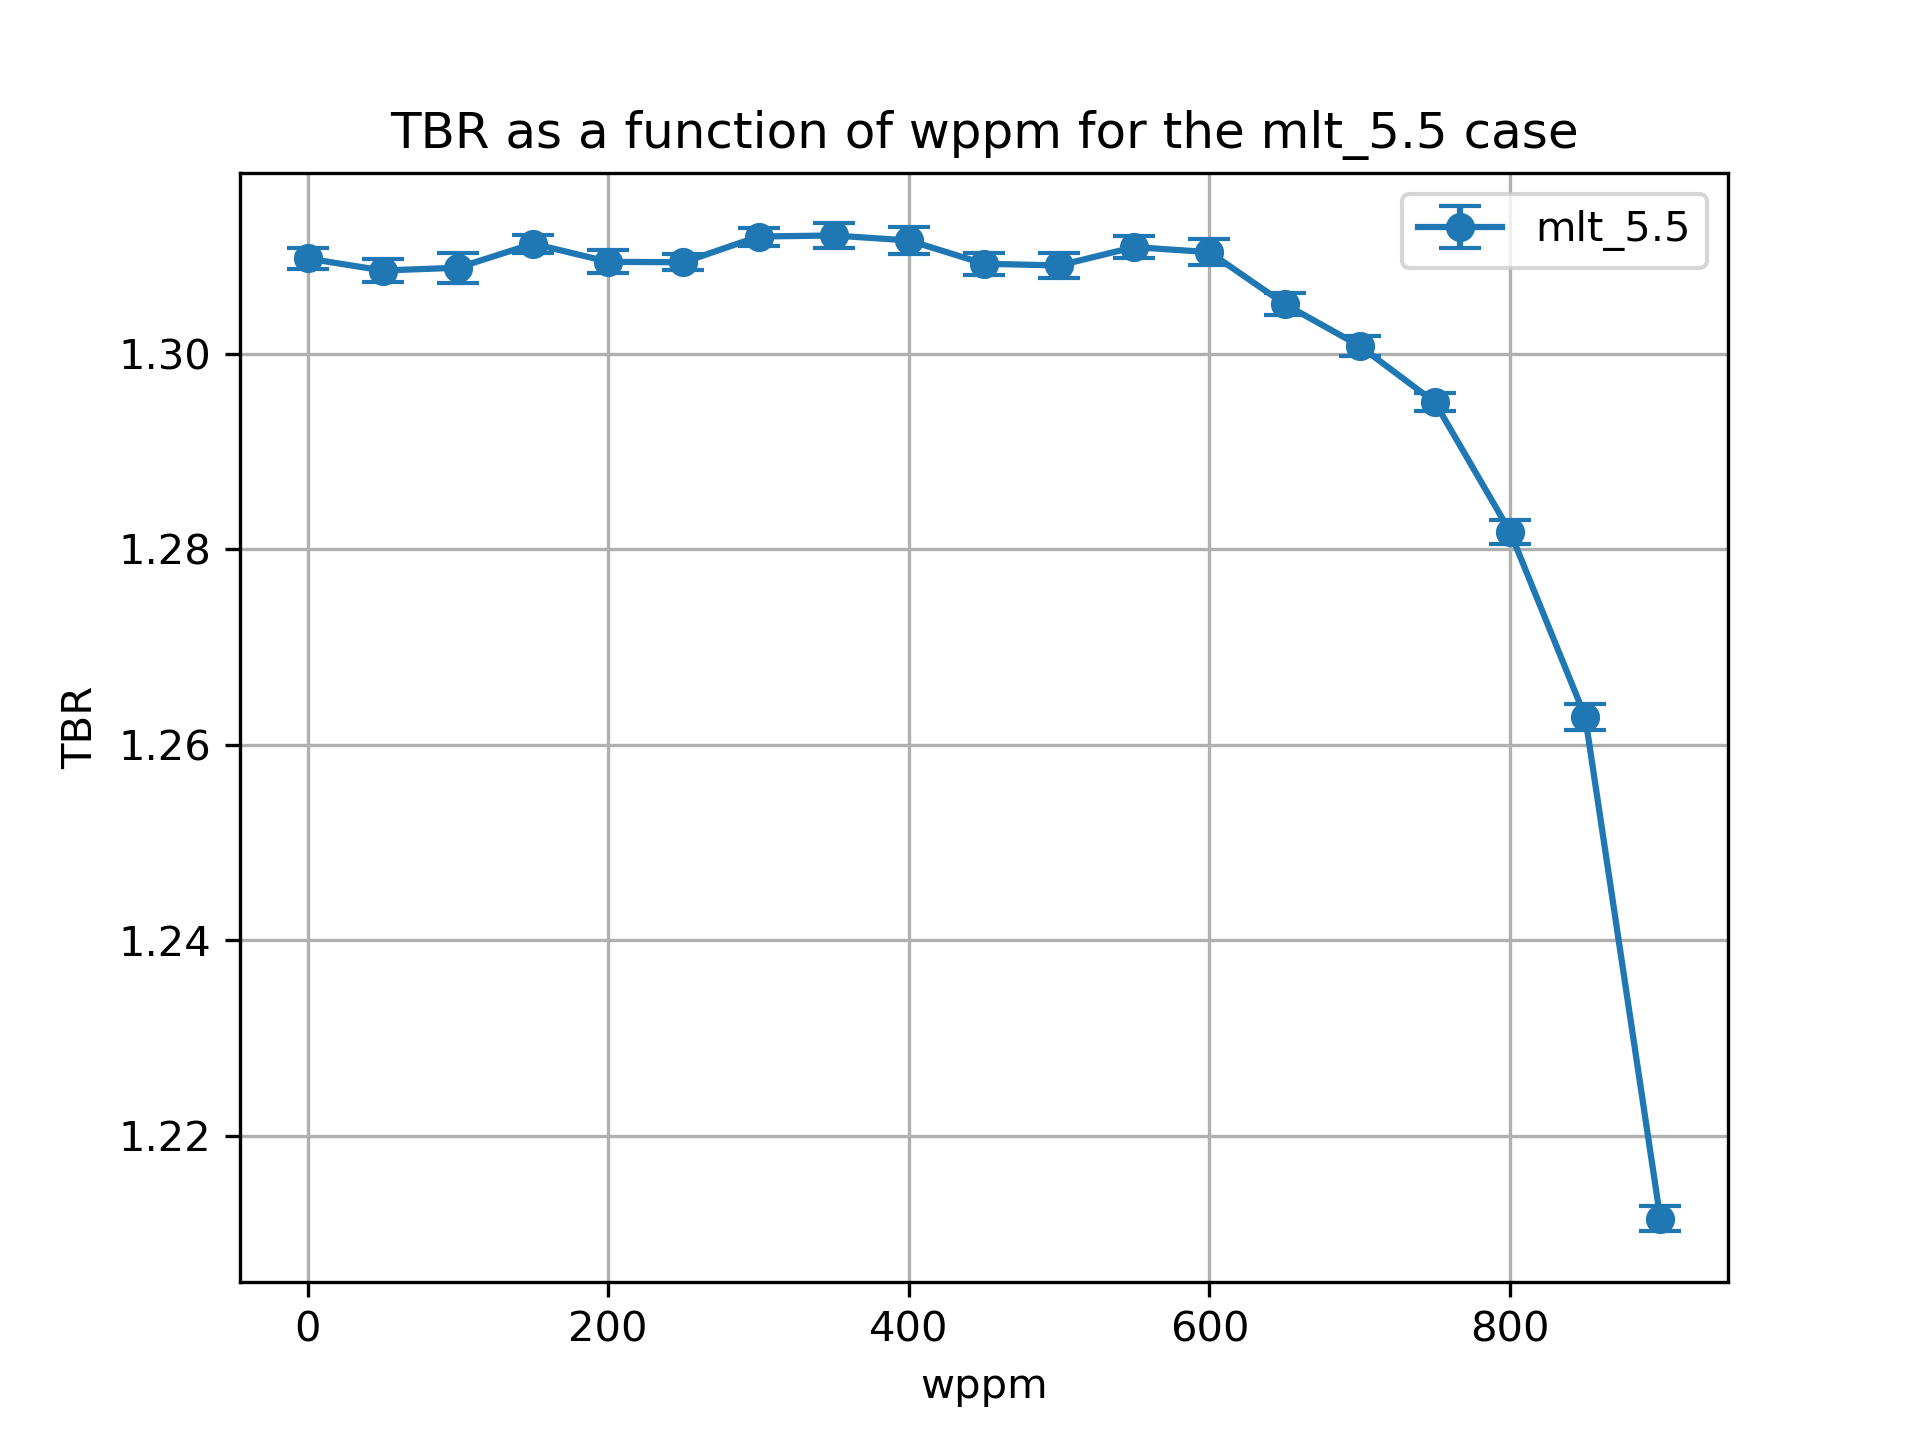 TBR as a function of wppm for the mlt_5.5 case
mlt_5.5
1.30
1.28
1.26
1.24
1.22
TBR
0 200 400 600 800
wppm